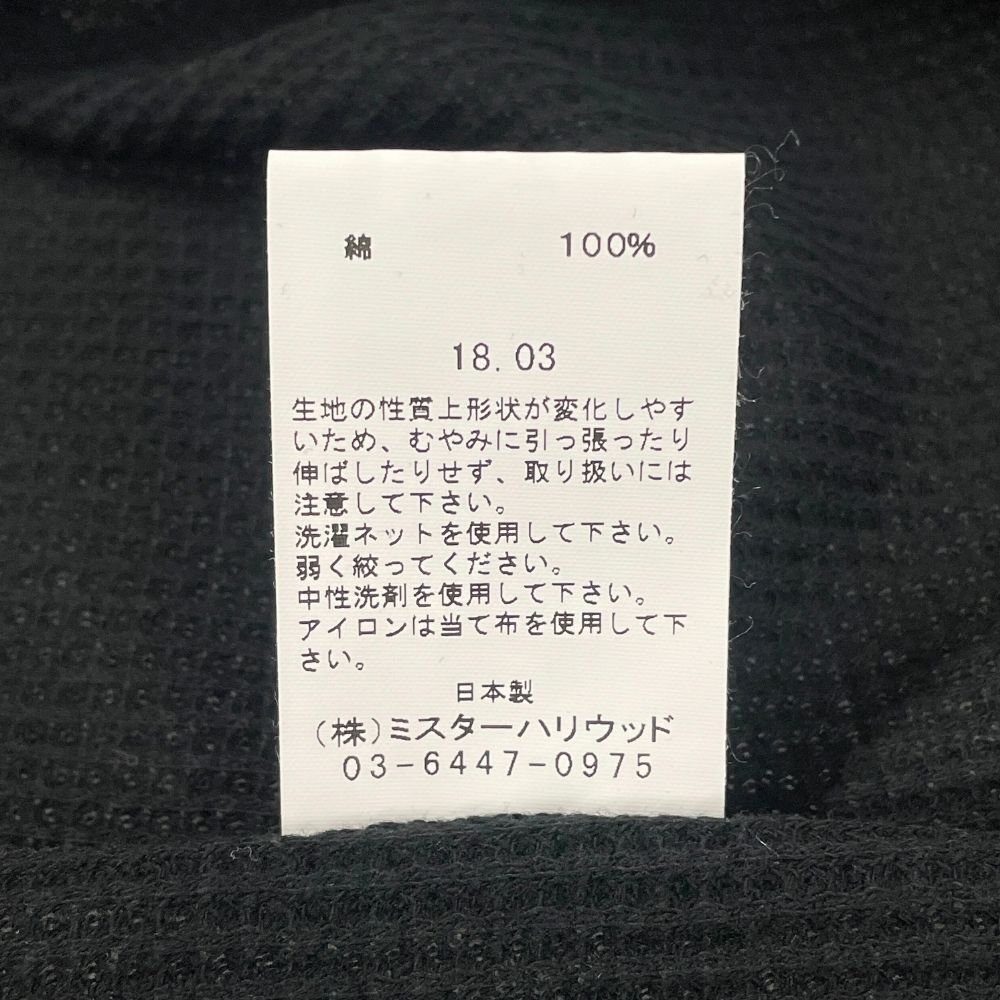 綿 100%
18.03
生地の性質上形状が変化しやす
いため、むやみに引っ張ったり
伸ばしたりせず、取り扱いには
注意して下さい。
洗濯ネットを使用して下さい。
弱く絞ってください。
中性洗剤を使用して下さい。
アイロンは当て布を使用して下
さい。
日本製
(株)ミスターハリウッド
03-6447-0975